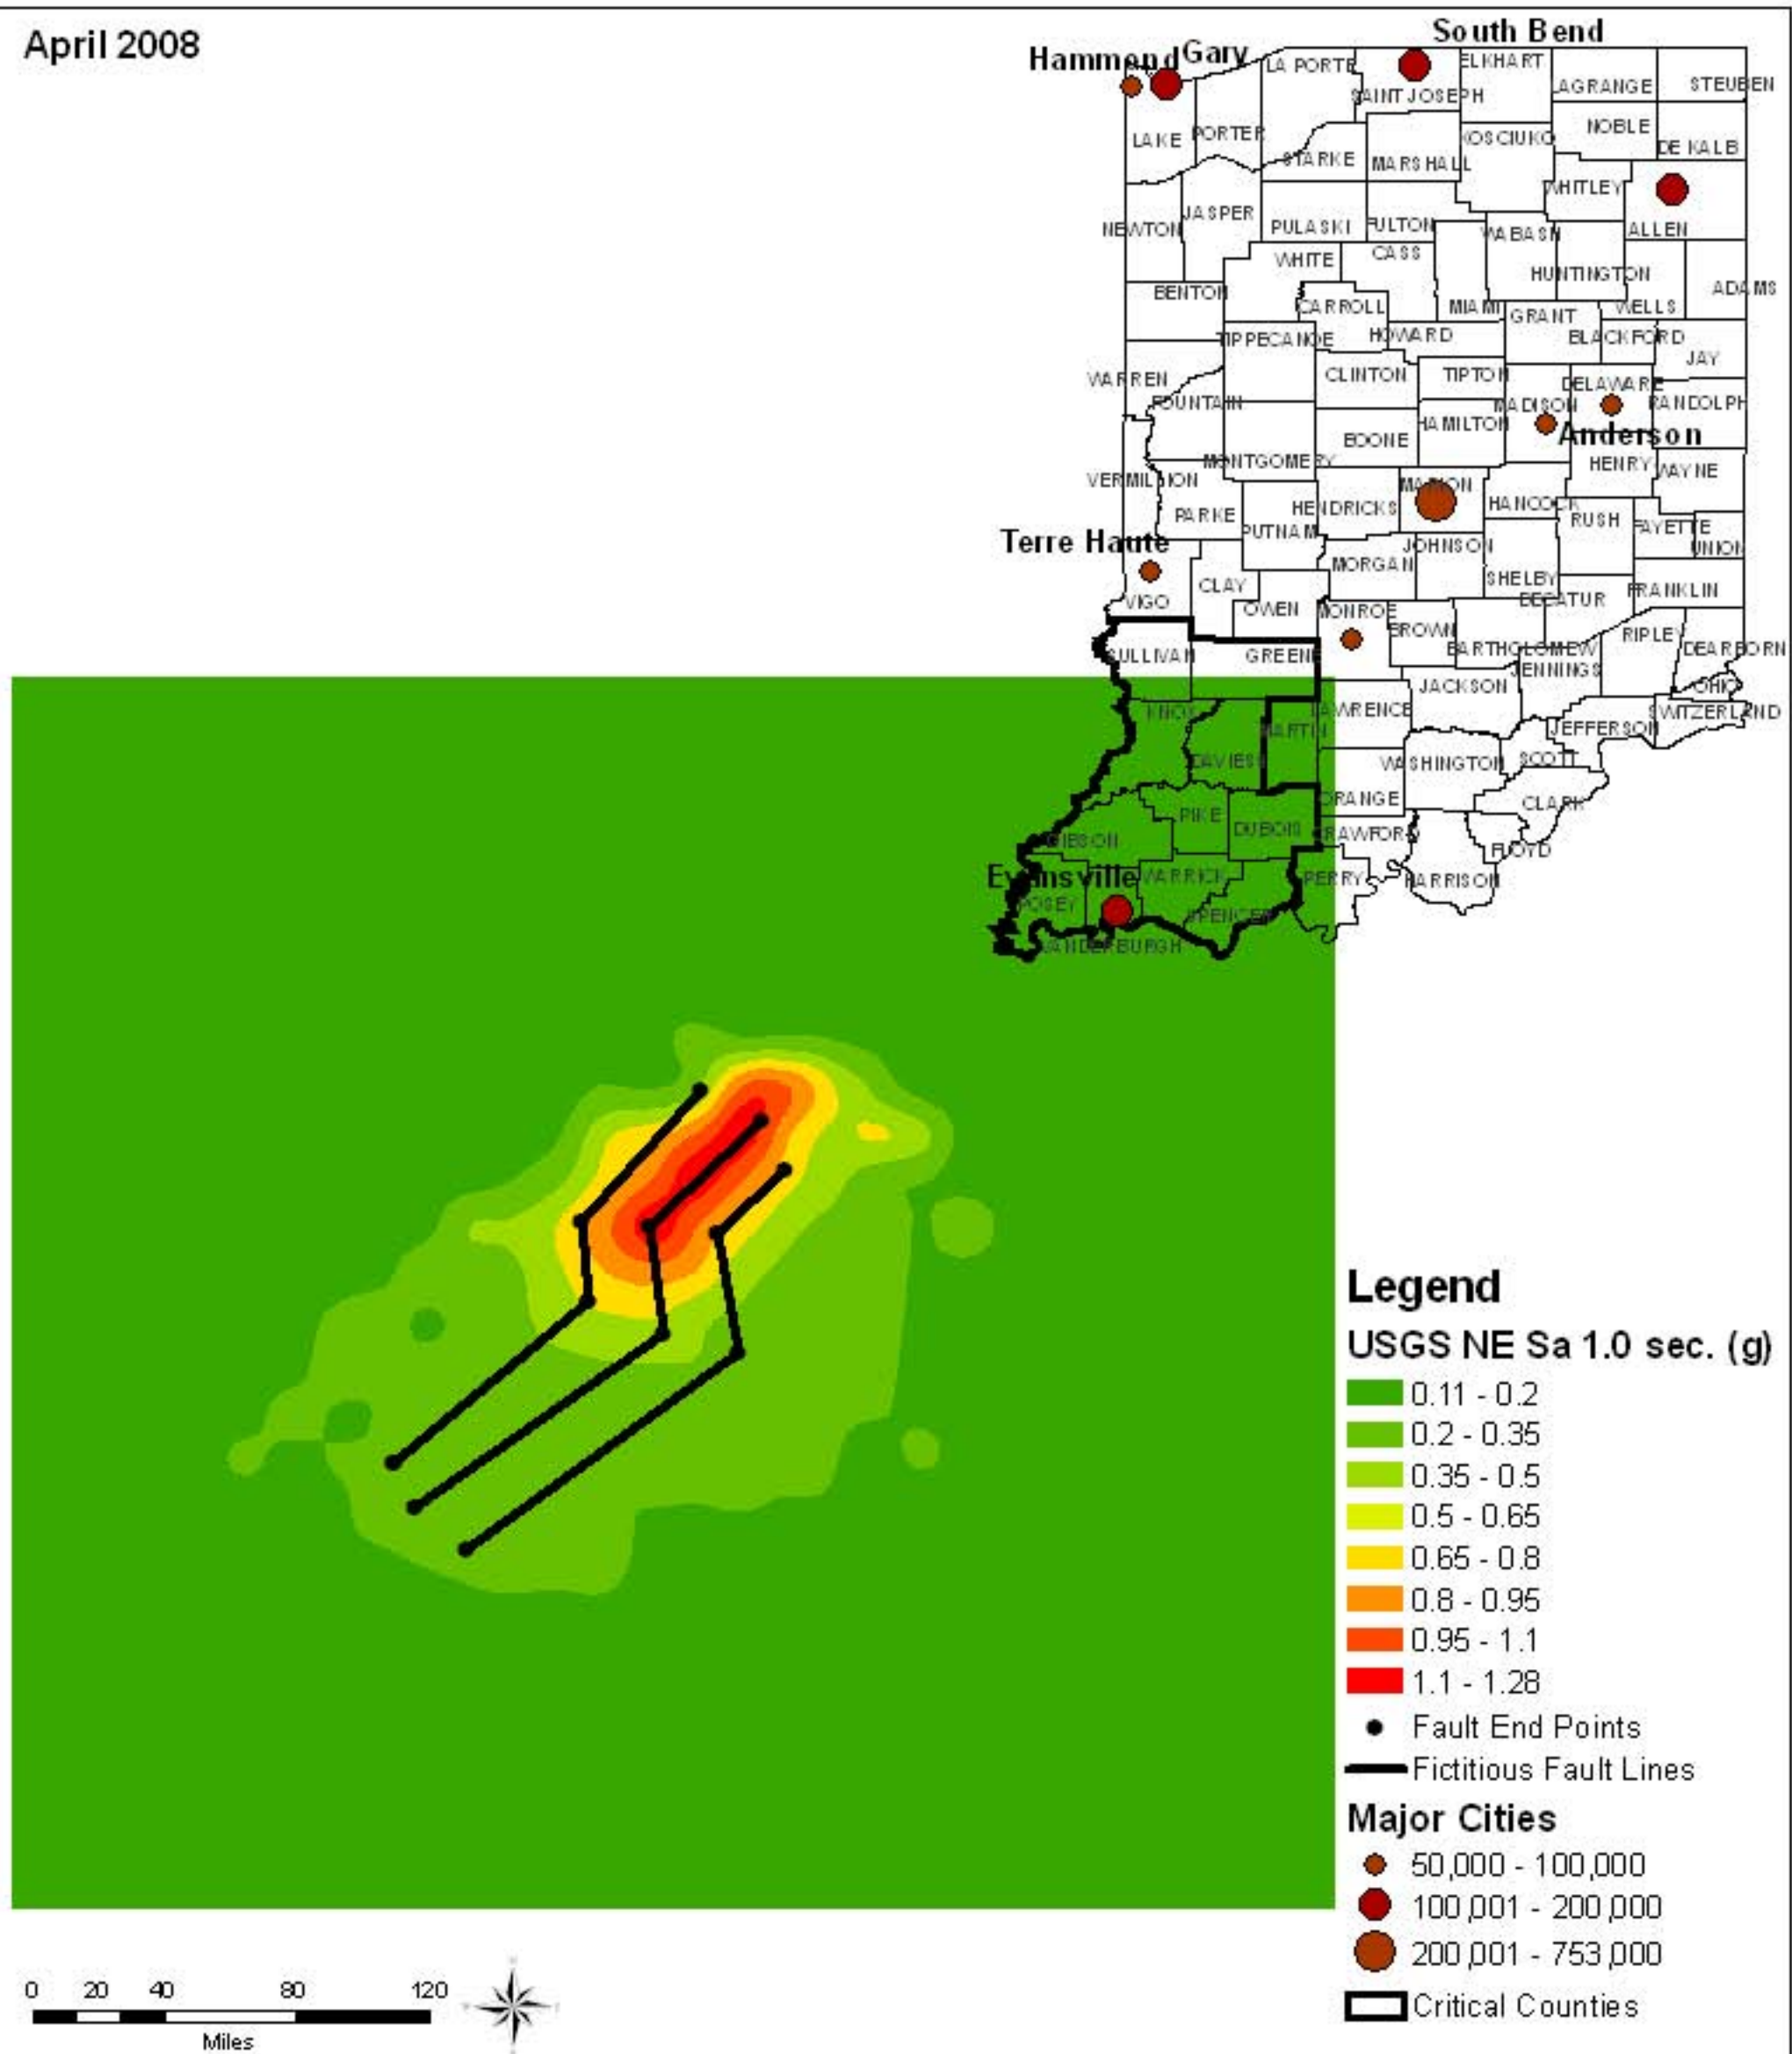 April 2008
South Bend
Hammond Gary
LA PORTE
ELKHART
LAGRANGE
STEUBEN
SAINT JOSEPH
LAKE
PORTER
STARKE
MARSHALL
KOSCIUKO
NOBLE
DE KALB
WHITLEY
NEWTON
JASPER
PULASKI
FULTON
WABASH
ALLEN
WHITE
CASS
HUNTINGTON
ADAMS
BENTON
CARROLL
MIAMI
GRANT
WELLS
TIPPECANOE
HOWARD
BLACKFORD
JAY
WARREN
CLINTON
TIPTON
DELAWARE
FOUNTAIN
MADISON
RANDOLPH
BOONE
HAMILTON
Anderson
MONTGOMERY
HENRY
WAYNE
VERMILLION
MARION
PARKE
HENDRICKS
HANCOCK
PUTNAM
RUSH
FAYETTE
Terre Haute
JOHNSON
UNION
MORGAN
CLAY
SHELBY
FRANKLIN
VIGO
OWEN
MONROE
DECATUR
BROWN
RIPLEY
SULLIVAN
GREENE
BARTHOLOMEW
DEARBORN
JENNINGS
JACKSON
OHIO
KNOX
LAWRENCE
SWITZERLAND
MARTIN
JEFFERSON
DAVIESS
WASHINGTON
SCOTT
ORANGE
CLARK
PIKE
DUBOIS
GIBSON
CRAWFORD
FLOYD
Evansville
WARRICK
PERRY
HARRISON
POSEY
SPENCER
VANDERBURGH
Legend
USGS NE Sa 1.0 sec. (g)
0.11 - 0.2
0.2 - 0.35
0.35 - 0.5
0.5 - 0.65
0.65 - 0.8
0.8 - 0.95
0.95 - 1.1
1.1 - 1.28
Fault End Points
Fictitious Fault Lines
Major Cities
50,000 - 100,000
100,001 - 200,000
200,001 - 753,000
Critical Counties
0 20 40 80 120
Miles